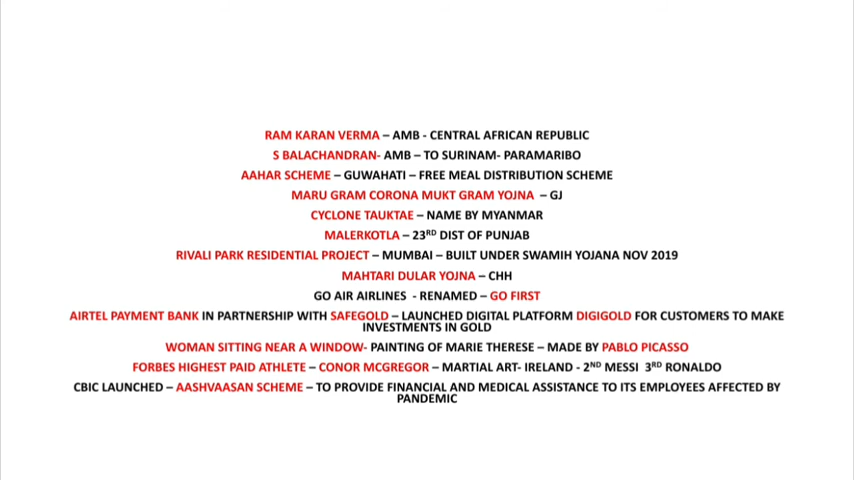 RAM KARAN VERMA – AMB - CENTRAL AFRICAN REPUBLIC
S BALACHANDRAN- AMB – TO SURINAM- PARAMARIBO
AAHAR SCHEME – GUWAHATI – FREE MEAL DISTRIBUTION SCHEME
MARU GRAM CORONA MUKT GRAM YOJNA – GJ
CYCLONE TAUKTAE – NAME BY MYANMAR
MALERKOTLA – 23RD DIST OF PUNJAB
RIVALI PARK RESIDENTIAL PROJECT – MUMBAI – BUILT UNDER SWAMIH YOJANA NOV 2019
MAHTARI DULAR YOJNA – CHH
GO AIR AIRLINES - RENAMED – GO FIRST
AIRTEL PAYMENT BANK IN PARTNERSHIP WITH SAFEGOLD – LAUNCHED DIGITAL PLATFORM DIGIGOLD FOR CUSTOMERS TO MAKE
INVESTMENTS IN GOLD
WOMAN SITTING NEAR A WINDOW- PAINTING OF MARIE THERESE – MADE BY PABLO PICASSO
FORBES HIGHEST PAID ATHLETE – CONOR MCGREGOR – MARTIAL ART- IRELAND - 2ND MESSI 3RD RONALDO
CBIC LAUNCHED – AASHVAASAN SCHEME – TO PROVIDE FINANCIAL AND MEDICAL ASSISTANCE TO ITS EMPLOYEES AFFECTED BY
PANDEMIC